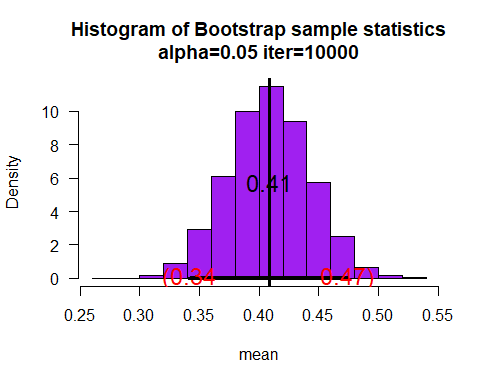 Histogram of Bootstrap sample statistics
alpha=0.05 iter=10000
Density
10
8
6
4
2
0
0.41
(0.34
0.47)
0.25 0.30 0.35 0.40 0.45 0.50 0.55
mean